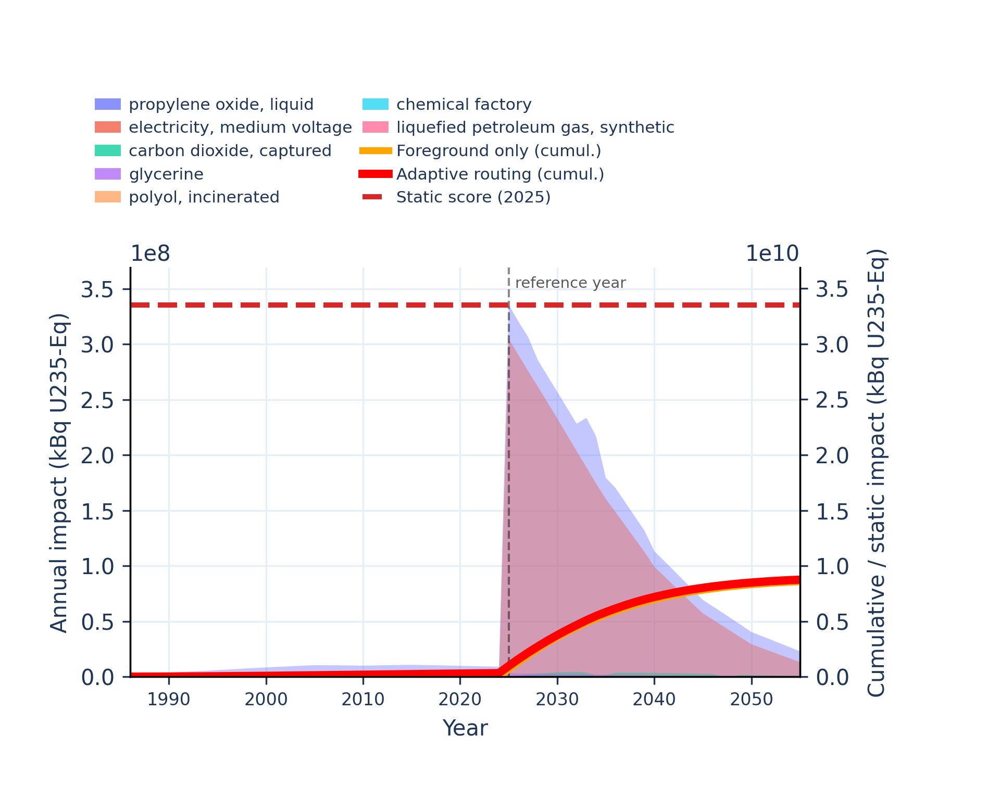 propylene oxide, liquid
electricity, medium voltage
carbon dioxide, captured
glycerine
polyol, incinerated
chemical factory
liquefied petroleum gas, synthetic
Foreground only (cumul.)
Adaptive routing (cumul.)
Static score (2025)
1e8
1e10
reference year
Annual impact (kBq U235-Eq)
3.5
3.0
2.5
2.0
1.5
1.0
0.5
0.0
3.5
3.0
2.5
2.0
1.5
1.0
0.5
0.0
Cumulative / static impact (kBq U235-Eq)
1990
2000
2010
2020
2030
2040
2050
Year